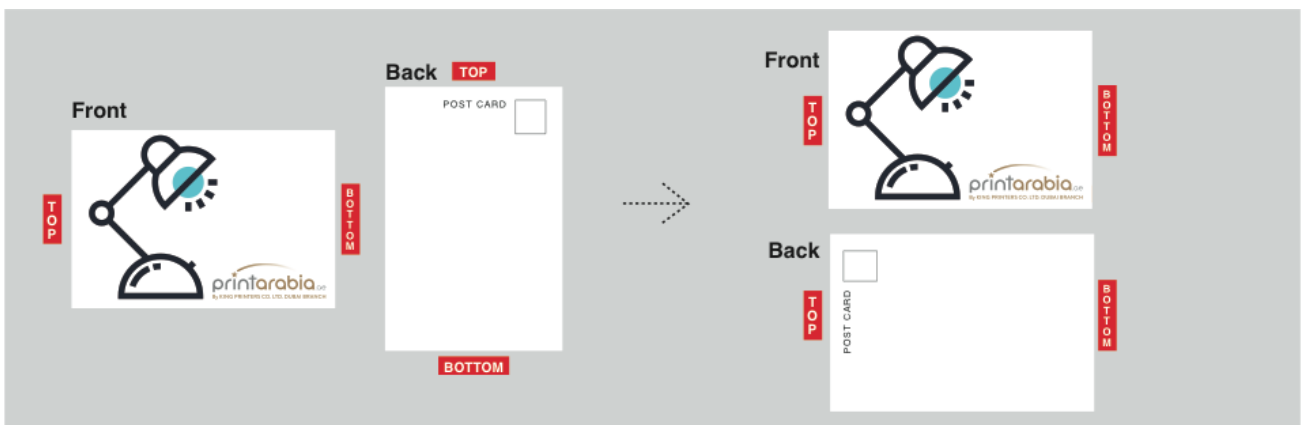 Front
TOP
BOTTOM
printarabia.ae
By KING PRINTERS CO. LTD. DUBAI BRANCH
Back
TOP
POST CARD
BOTTOM
Front
TOP
BOTTOM
printarabia.ae
By KING PRINTERS CO. LTD. DUBAI BRANCH
Back
TOP
POST CARD
BOTTOM